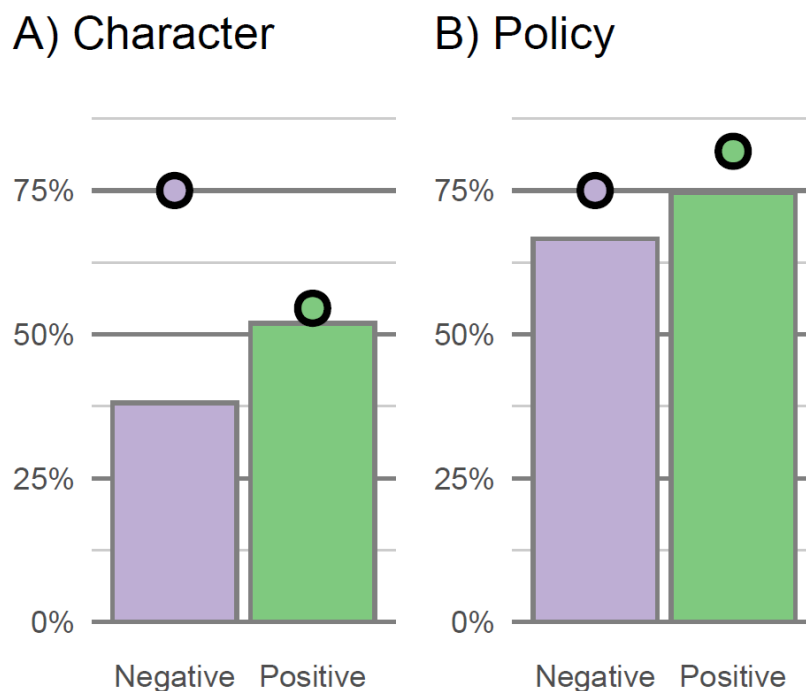 A) Character
75%
50%
25%
0%
Negative Positive
B) Policy
75%
50%
25%
0%
Negative Positive